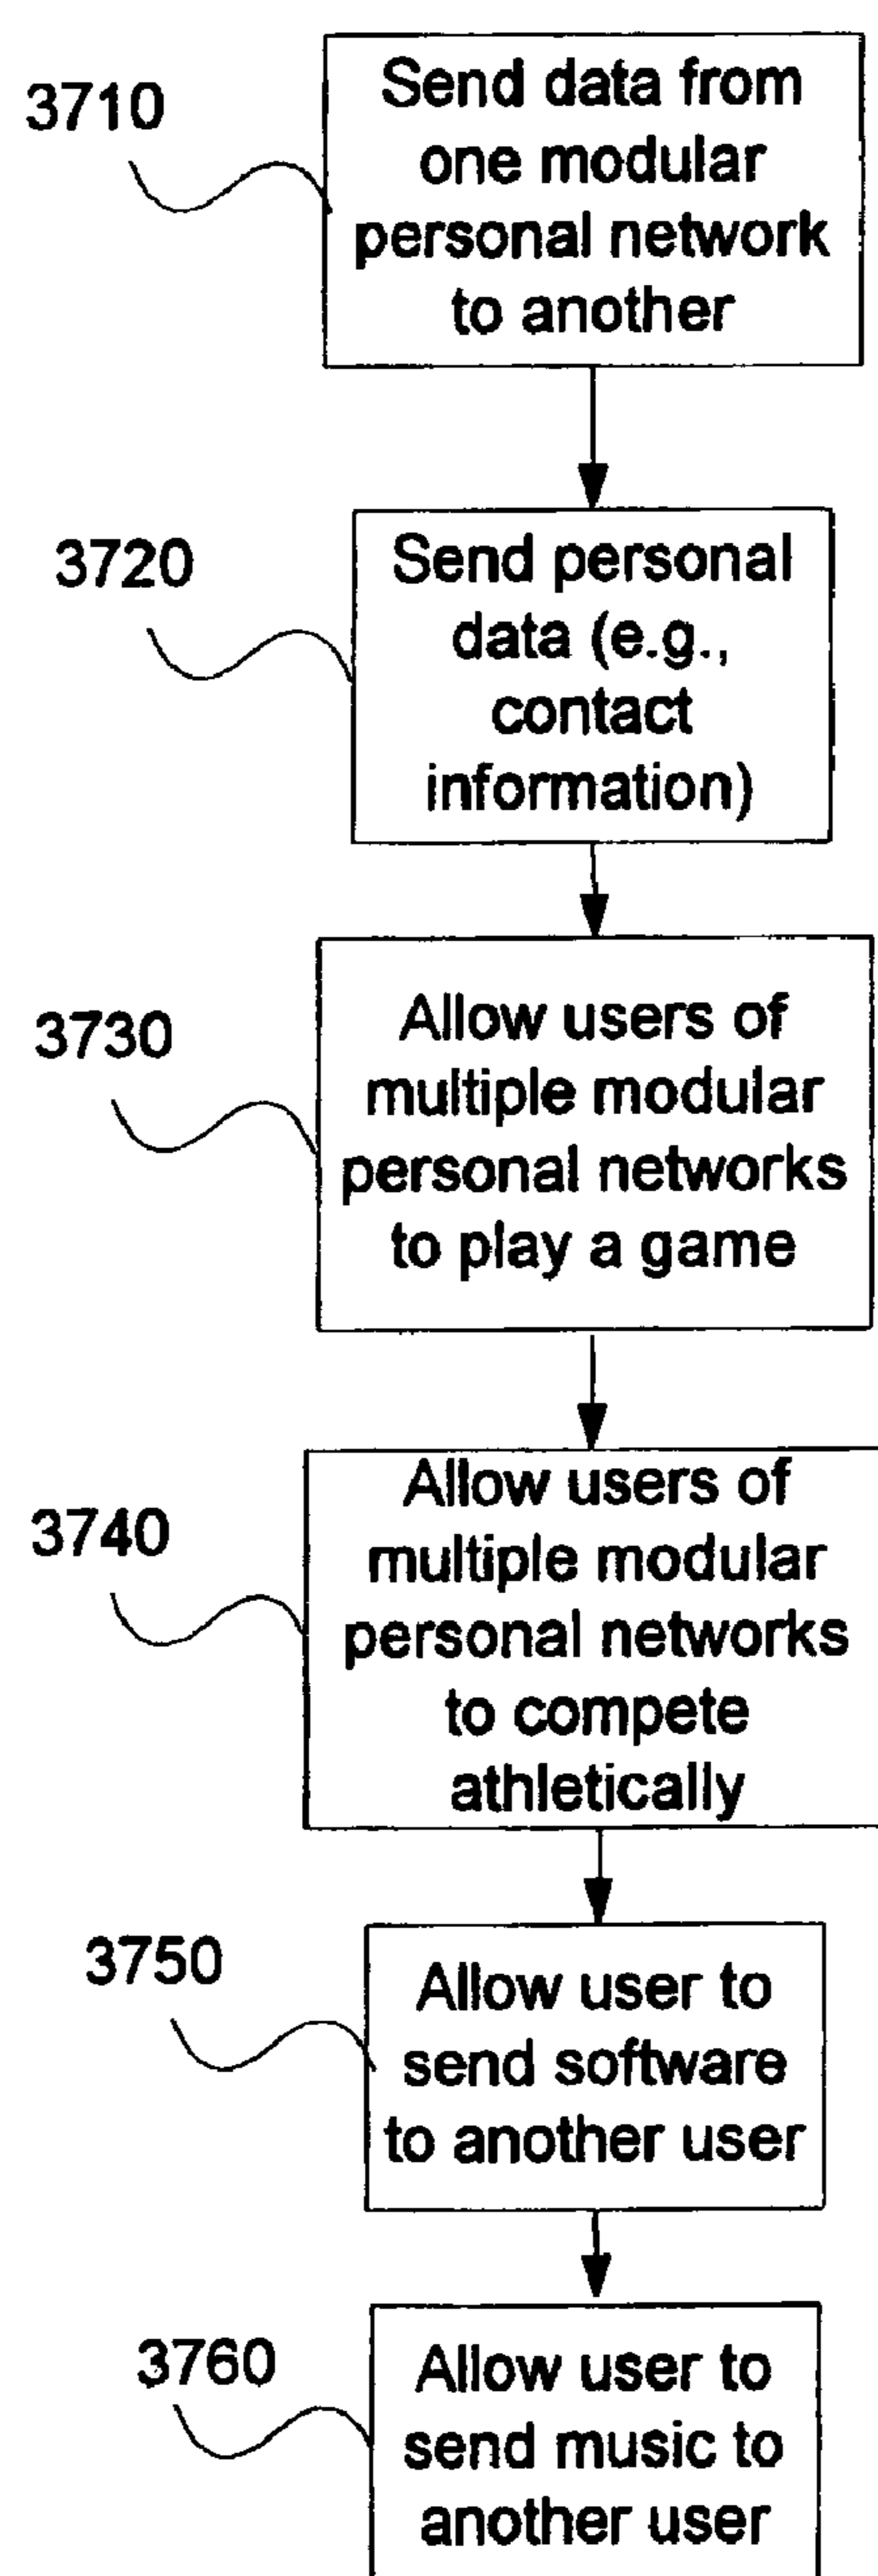 3710
Send data from
one modular
personal network
to another
3720
Send personal
data (e.g.,
contact
information)
3730
Allow users of
multiple modular
personal networks
to play a game
3740
Allow users of
multiple modular
personal networks
to compete
athletically
3750
Allow user to
send software
to another user
3760
Allow user to
send music to
another user